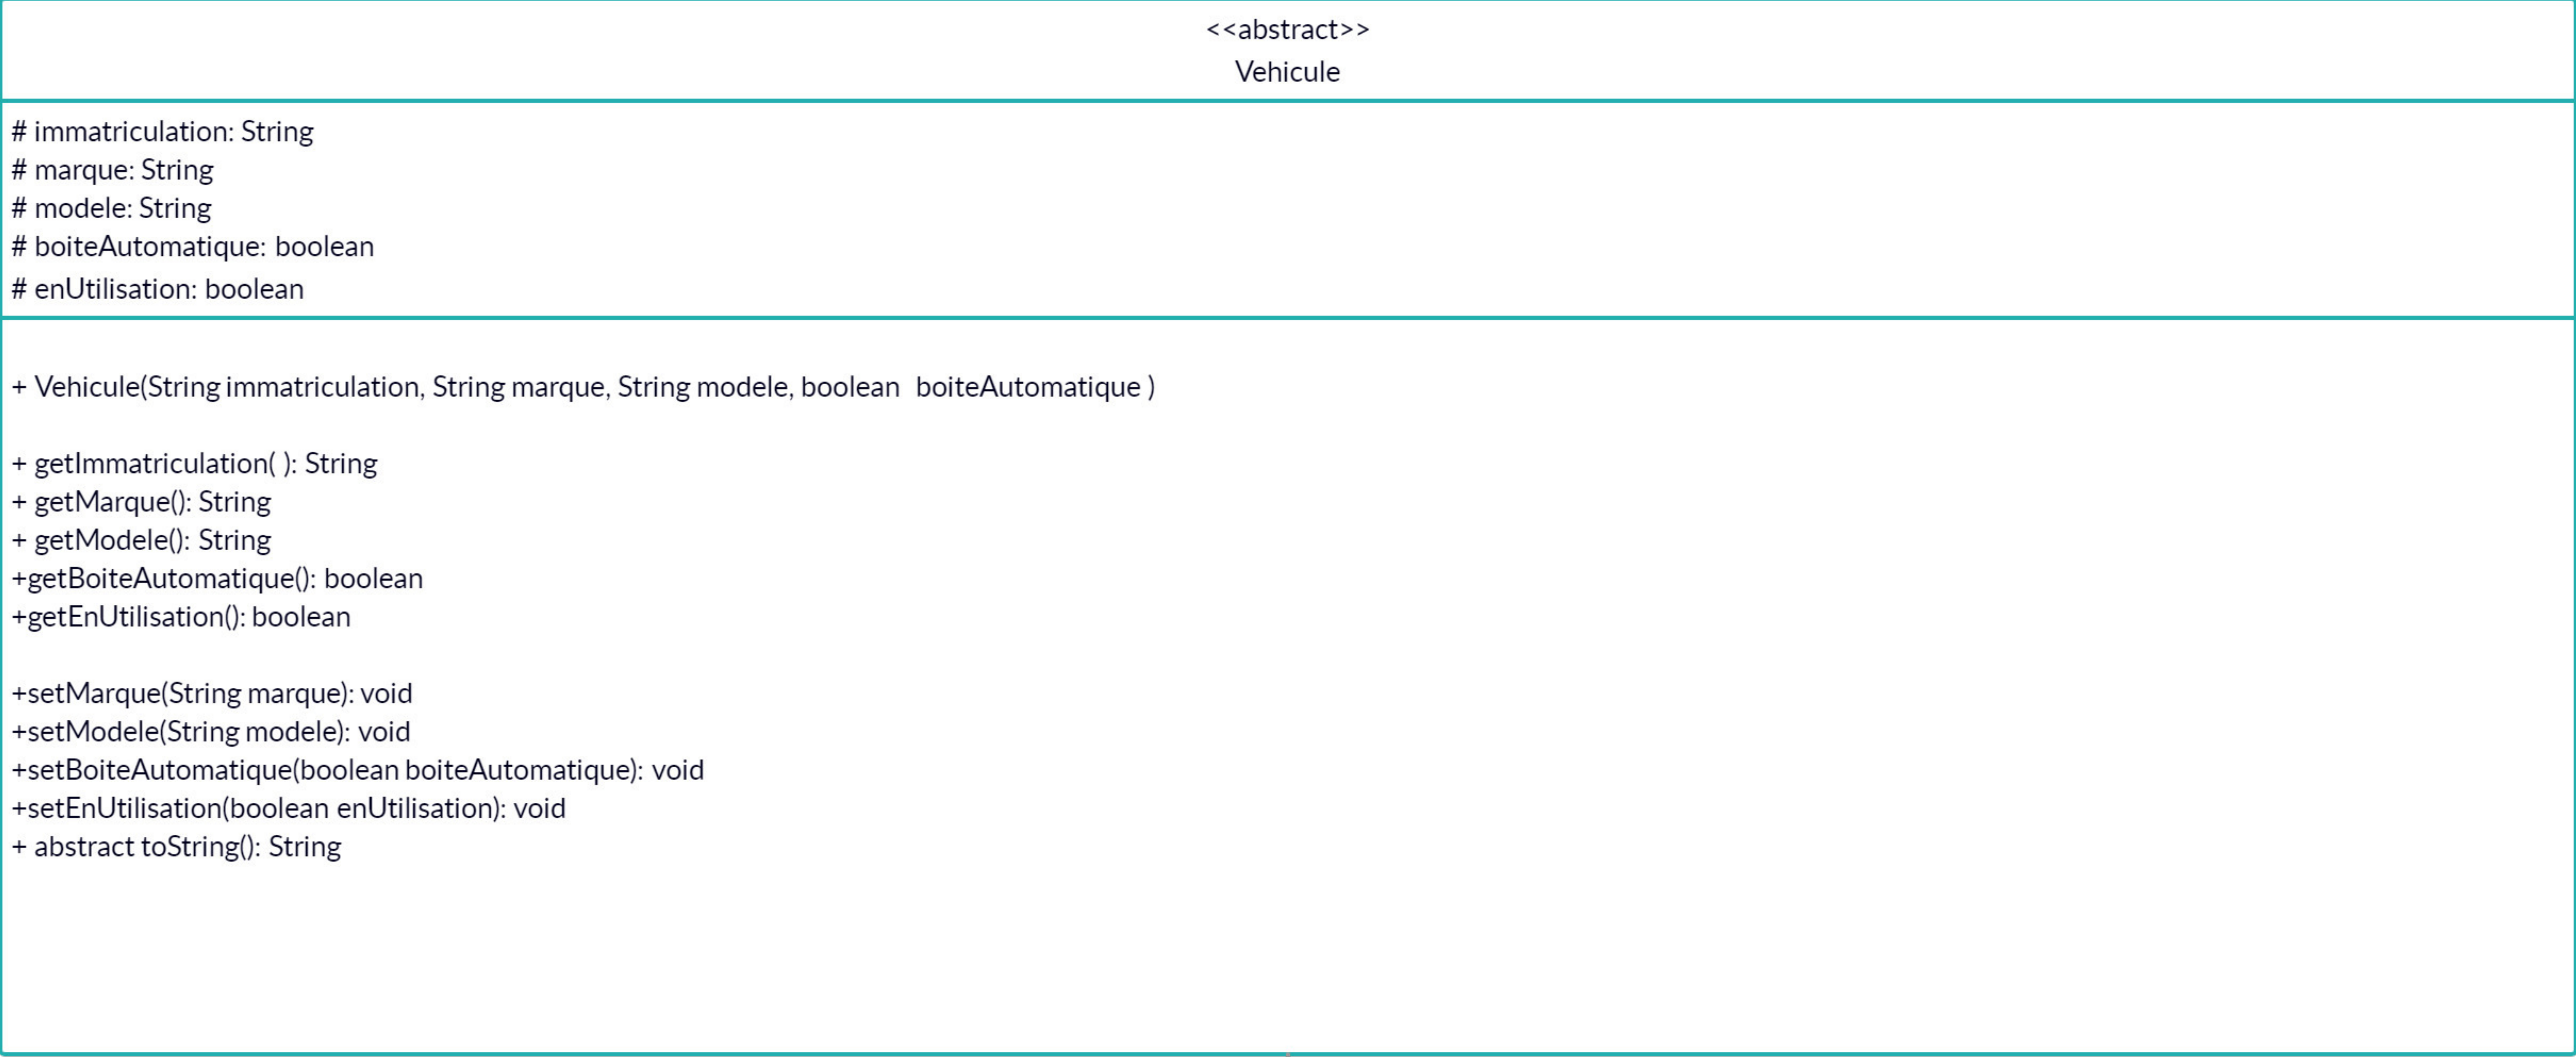 <<abstract>>
Vehicule
# immatriculation: String
# marque: String
# modele: String
# boiteAutomatique: boolean
# enUtilisation: boolean
+ Vehicule(String immatriculation, String marque, String modele, boolean  boiteAutomatique )
+ getImmatriculation( ): String
+ getMarque(): String
+ getModele(): String
+getBoiteAutomatique(): boolean
+getEnUtilisation(): boolean
+setMarque(String marque): void
+setModele(String modele): void
+setBoiteAutomatique(boolean boiteAutomatique): void
+setEnUtilisation(boolean enUtilisation): void
+ abstract toString(): String